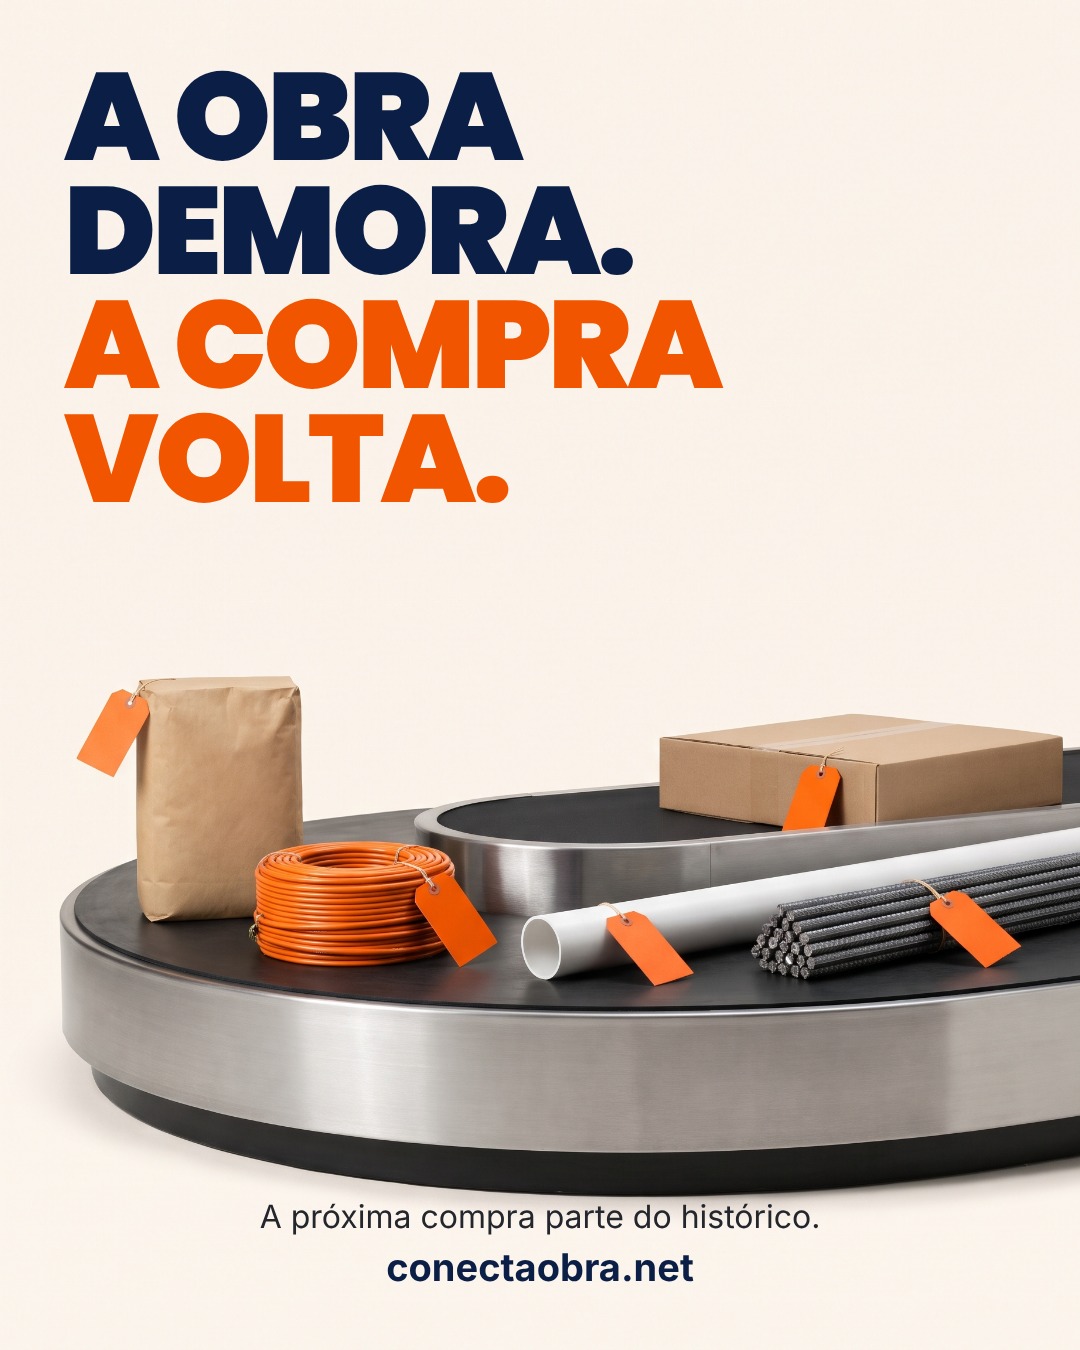 A OBRA
DEMORA.
A COMPRA
VOLTA.
A próxima compra parte do histórico.
conectaobra.net